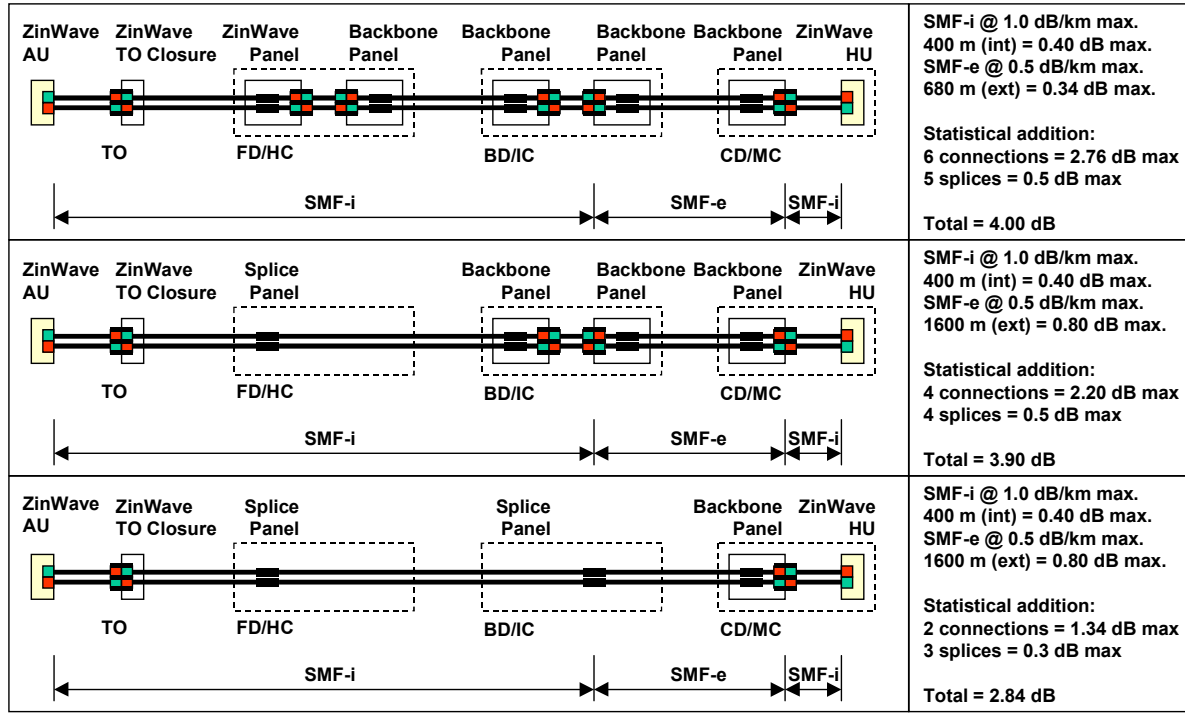 ZinWave AU
ZinWave TO Closure
ZinWave Panel
Backbone Panel
Backbone Panel
Backbone Panel
Backbone Panel
ZinWave HU
TO
FD/HC
BD/IC
CD/MC
SMF-i
SMF-e
SMF-i
SMF-i @ 1.0 dB/km max.
400 m (int) = 0.40 dB max.
SMF-e @ 0.5 dB/km max.
680 m (ext) = 0.34 dB max.
Statistical addition:
6 connections = 2.76 dB max
5 splices = 0.5 dB max
Total = 4.00 dB
ZinWave AU
ZinWave TO Closure
Splice Panel
Backbone Panel
Backbone Panel
Backbone Panel
ZinWave HU
TO
FD/HC
BD/IC
CD/MC
SMF-i
SMF-e
SMF-i
SMF-i @ 1.0 dB/km max.
400 m (int) = 0.40 dB max.
SMF-e @ 0.5 dB/km max.
1600 m (ext) = 0.80 dB max.
Statistical addition:
4 connections = 2.20 dB max
4 splices = 0.5 dB max
Total = 3.90 dB
ZinWave AU
ZinWave TO Closure
Splice Panel
Splice Panel
Backbone Panel
ZinWave HU
TO
FD/HC
BD/IC
CD/MC
SMF-i
SMF-e
SMF-i
SMF-i @ 1.0 dB/km max.
400 m (int) = 0.40 dB max.
SMF-e @ 0.5 dB/km max.
1600 m (ext) = 0.80 dB max.
Statistical addition:
2 connections = 1.34 dB max
3 splices = 0.3 dB max
Total = 2.84 dB